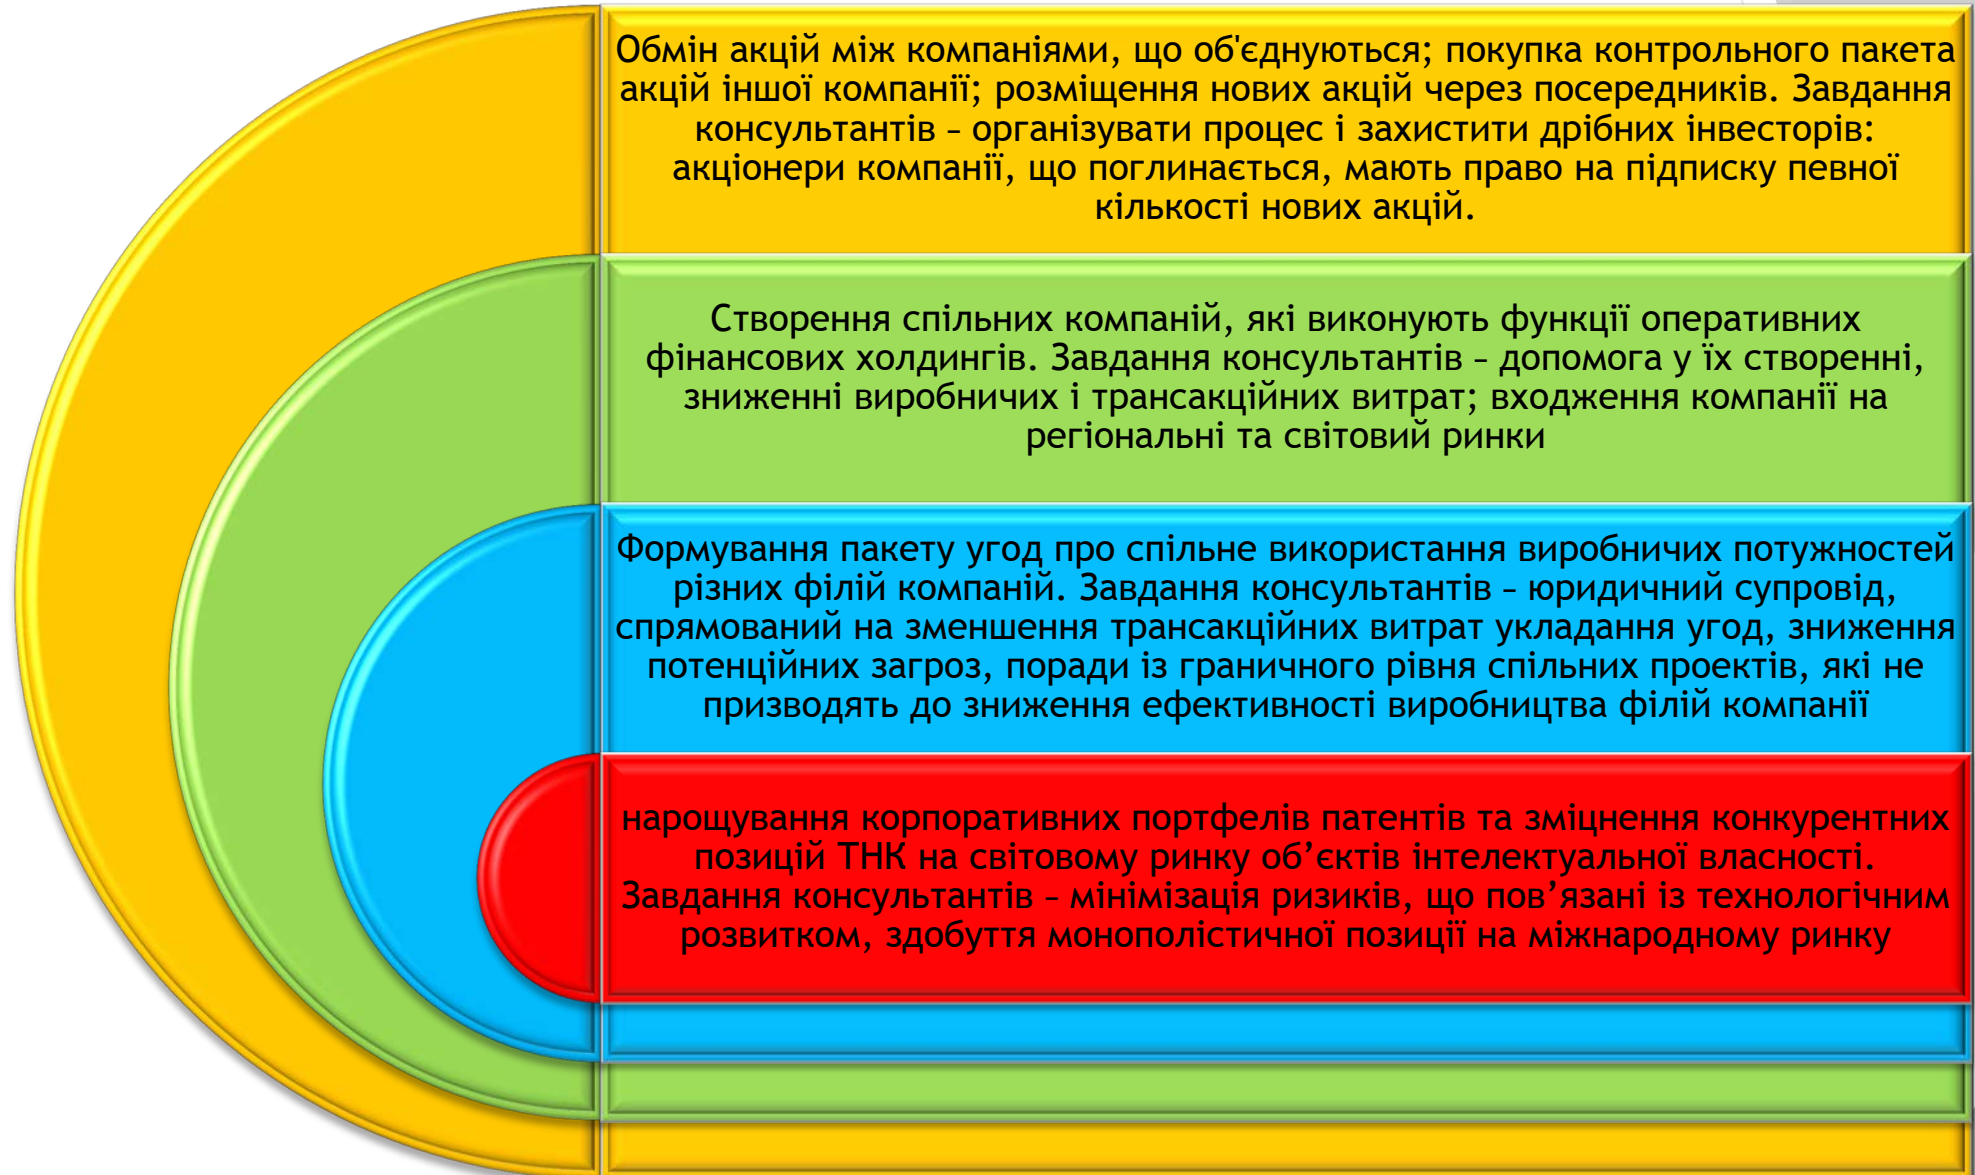 Обмін акцій між компаніями, що об'єднуються; покупка контрольного пакета
акцій іншої компанії; розміщення нових акцій через посередників. Завдання
консультантів – організувати процес і захистити дрібних інвесторів:
акціонери компанії, що поглинається, мають право на підписку певної
кількості нових акцій.
Створення спільних компаній, які виконують функції оперативних
фінансових холдингів. Завдання консультантів – допомога у їх створенні,
зниженні виробничих і трансакційних витрат; входження компанії на
регіональні та світовий ринки
Формування пакету угод про спільне використання виробничих потужностей
різних філій компаній. Завдання консультантів – юридичний супровід,
спрямований на зменшення трансакційних витрат укладання угод, зниження
потенційних загроз, поради із граничного рівня спільних проектів, які не
призводять до зниження ефективності виробництва філій компанії
нарощування корпоративних портфелів патентів та зміцнення конкурентних
позицій ТНК на світовому ринку об’єктів інтелектуальної власності.
Завдання консультантів – мінімізація ризиків, що пов’язані із технологічним
розвитком, здобуття монополістичної позиції на міжнародному ринку